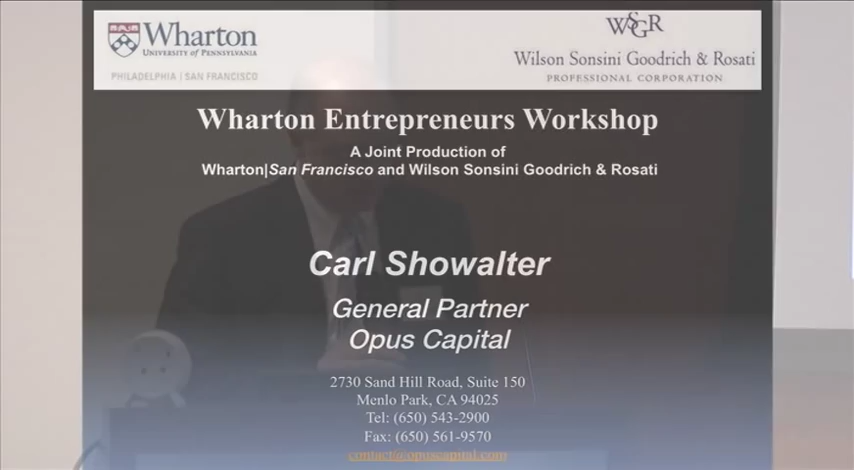 Wharton
UNIVERSITY OF PENNSYLVANIA
PHILADELPHIA | SAN FRANCISCO
WSGR
Wilson Sonsini Goodrich & Rosati
PROFESSIONAL CORPORATION
Wharton Entrepreneurs Workshop
A Joint Production of
Wharton|San Francisco and Wilson Sonsini Goodrich & Rosati
Carl Showalter
General Partner
Opus Capital
2730 Sand Hill Road, Suite 150
Menlo Park, CA 94025
Tel: (650) 543-2900
Fax: (650) 561-9570
contact@opuscapital.com